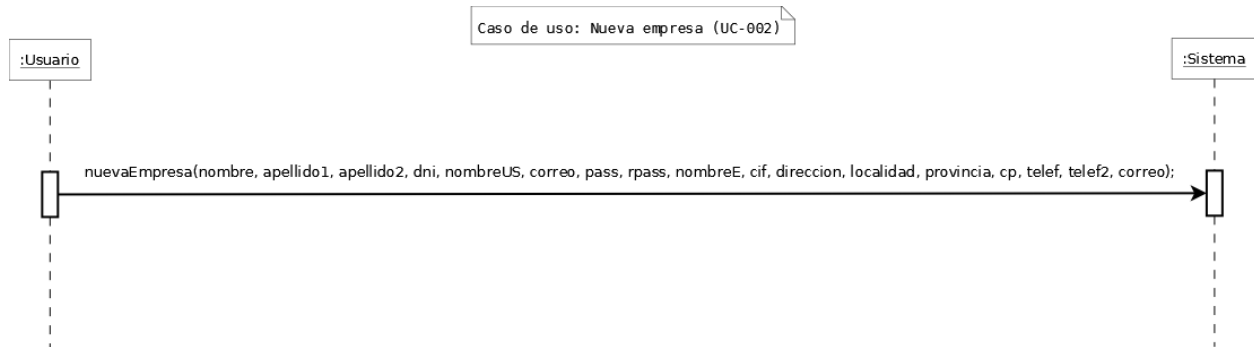 Caso de uso: Nueva empresa (UC-002)
:Usuario
:Sistema
nuevaEmpresa(nombre, apellido1, apellido2, dni, nombreUS, correo, pass, rpass, nombreE, cif, direccion, localidad, provincia, cp, telef, telef2, correo);